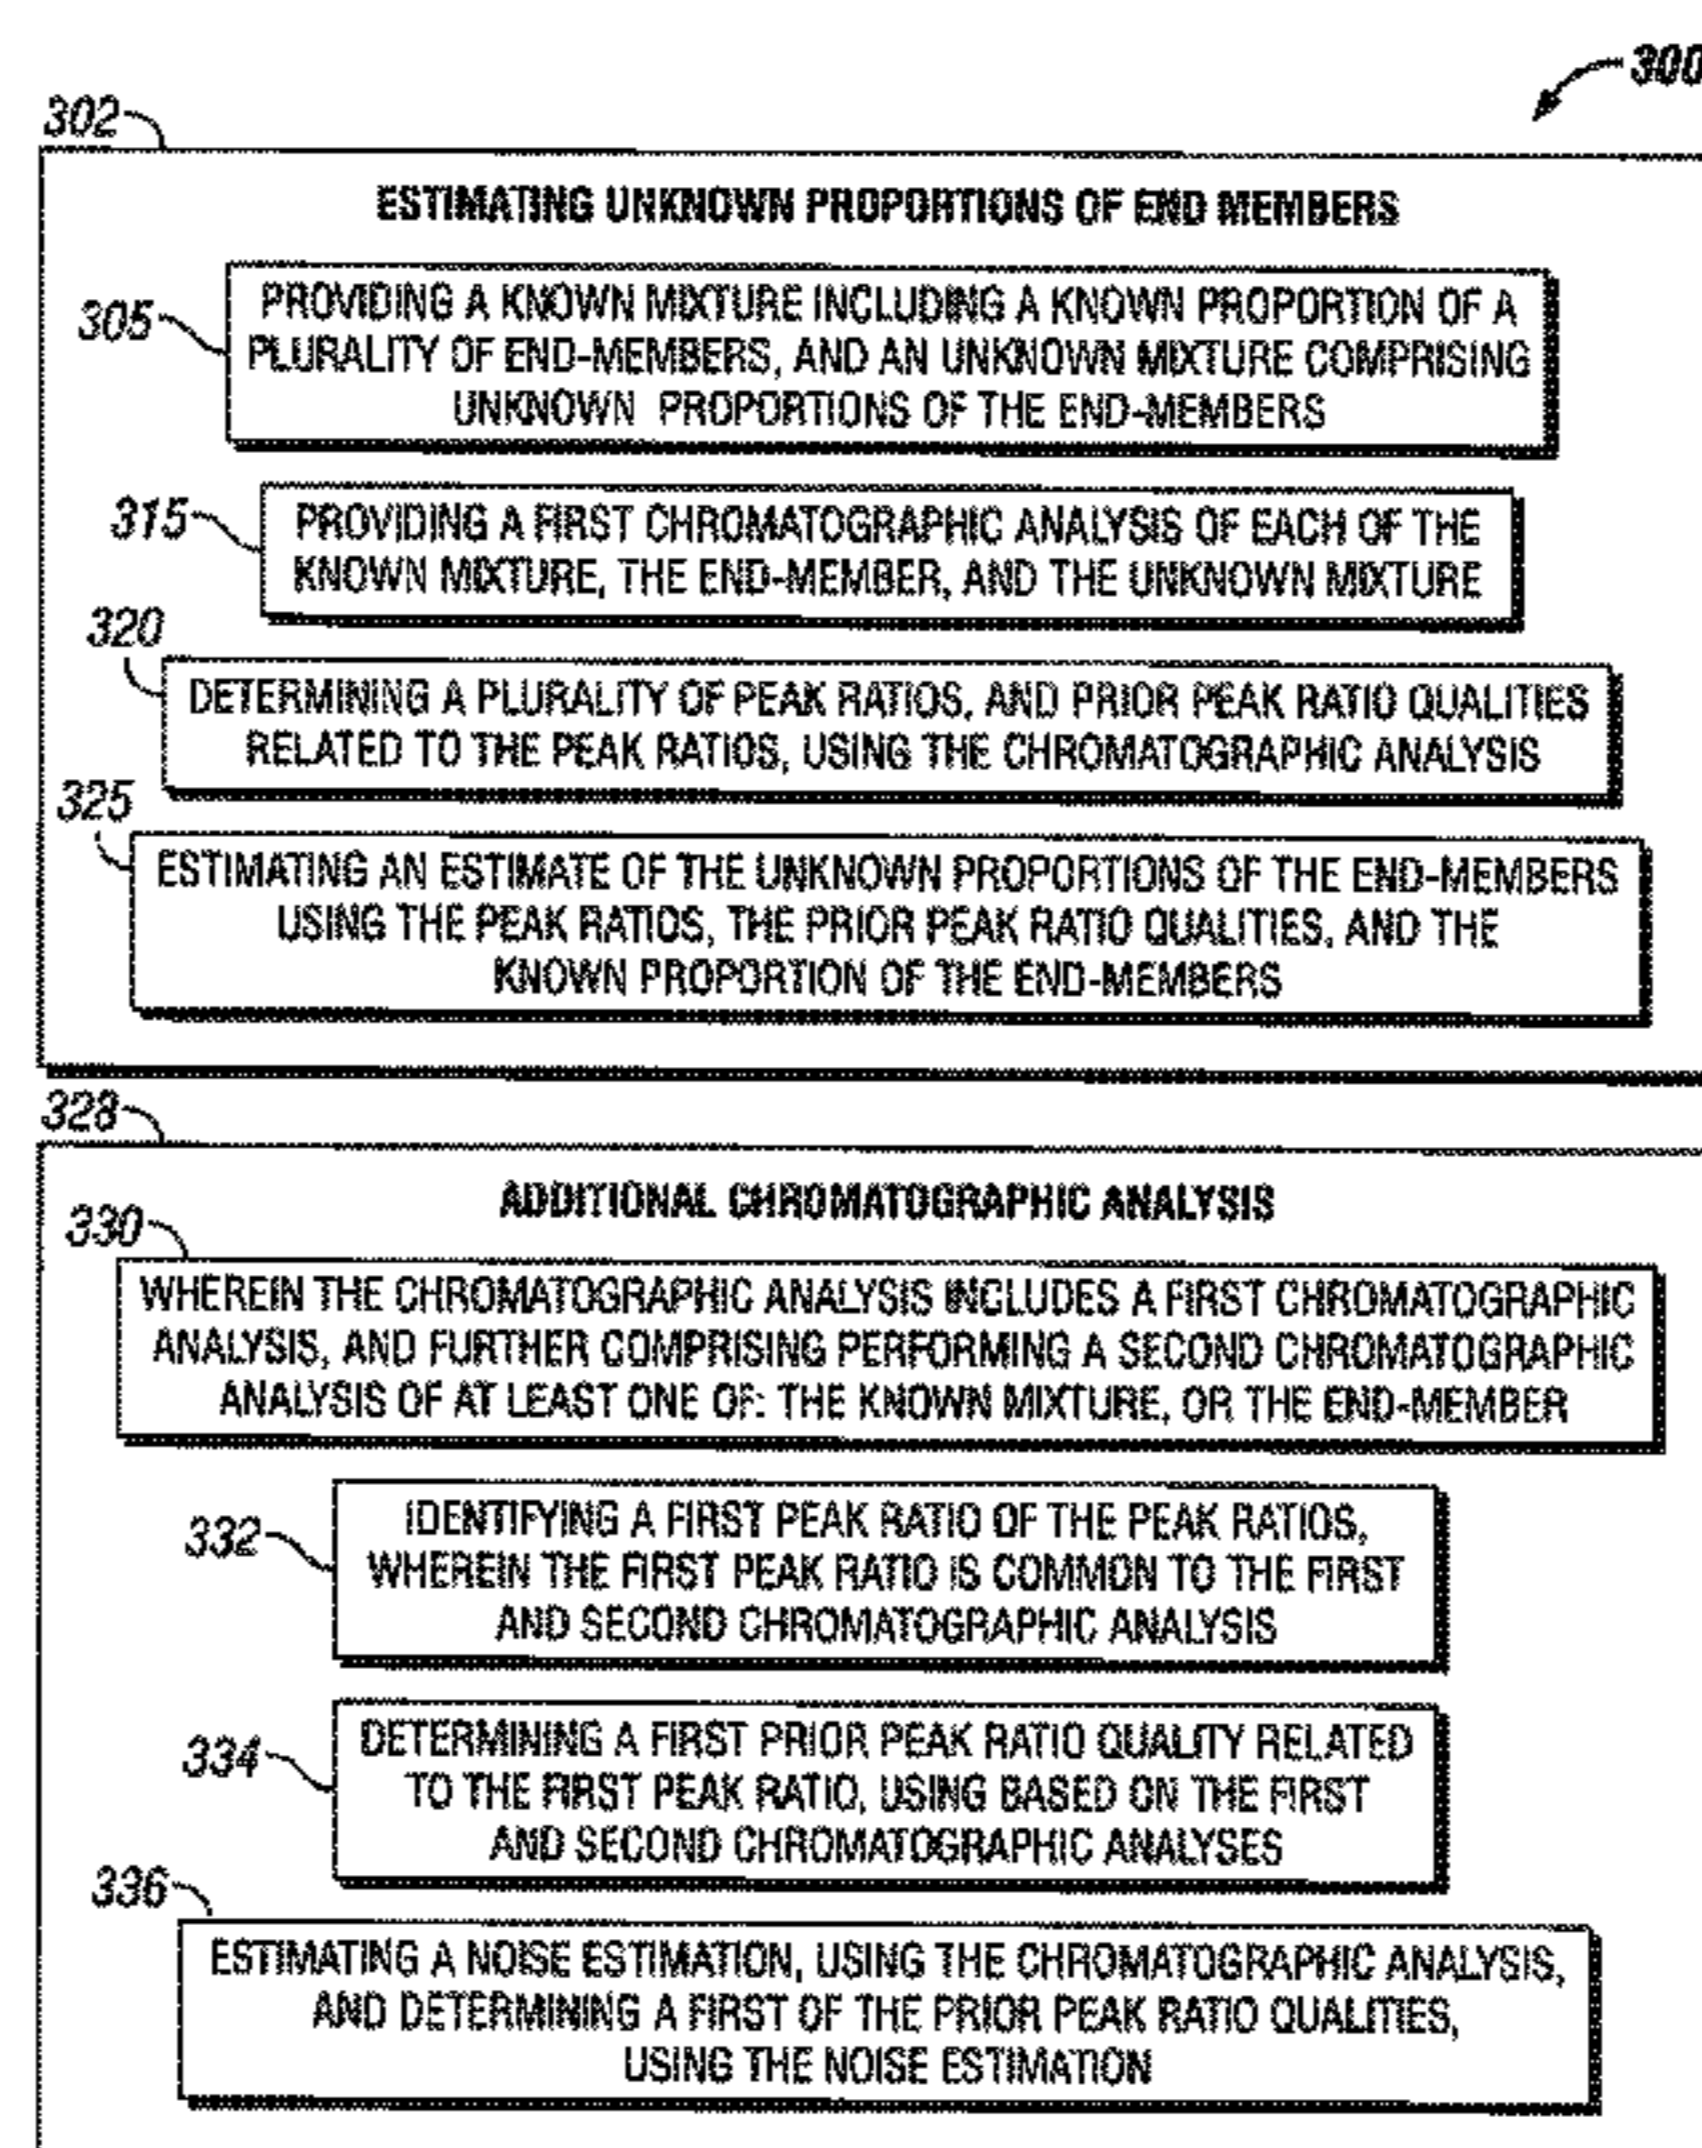 300
302
ESTIMATING UNKNOWN PROPORTIONS OF END MEMBERS
305
PROVIDING A KNOWN MIXTURE INCLUDING A KNOWN PROPORTION OF A
PLURALITY OF END-MEMBERS, AND AN UNKNOWN MIXTURE COMPRISING
UNKNOWN PROPORTIONS OF THE END-MEMBERS
315
PROVIDING A FIRST CHROMATOGRAPHIC ANALYSIS OF EACH OF THE
KNOWN MIXTURE, THE END-MEMBER, AND THE UNKNOWN MIXTURE
320
DETERMINING A PLURALITY OF PEAK RATIOS, AND PRIOR PEAK RATIO QUALITIES
RELATED TO THE PEAK RATIOS, USING THE CHROMATOGRAPHIC ANALYSIS
325
ESTIMATING AN ESTIMATE OF THE UNKNOWN PROPORTIONS OF THE END-MEMBERS
USING THE PEAK RATIOS, THE PRIOR PEAK RATIO QUALITIES, AND THE
KNOWN PROPORTION OF THE END-MEMBERS
328
ADDITIONAL CHROMATOGRAPHIC ANALYSIS
330
WHEREIN THE CHROMATOGRAPHIC ANALYSIS INCLUDES A FIRST CHROMATOGRAPHIC
ANALYSIS, AND FURTHER COMPRISING PERFORMING A SECOND CHROMATOGRAPHIC
ANALYSIS OF AT LEAST ONE OF: THE KNOWN MIXTURE, OR THE END-MEMBER
332
IDENTIFYING A FIRST PEAK RATIO OF THE PEAK RATIOS,
WHEREIN THE FIRST PEAK RATIO IS COMMON TO THE FIRST
AND SECOND CHROMATOGRAPHIC ANALYSIS
334
DETERMINING A FIRST PRIOR PEAK RATIO QUALITY RELATED
TO THE FIRST PEAK RATIO, USING BASED ON THE FIRST
AND SECOND CHROMATOGRAPHIC ANALYSES
336
ESTIMATING A NOISE ESTIMATION, USING THE CHROMATOGRAPHIC ANALYSIS,
AND DETERMINING A FIRST OF THE PRIOR PEAK RATIO QUALITIES,
USING THE NOISE ESTIMATION